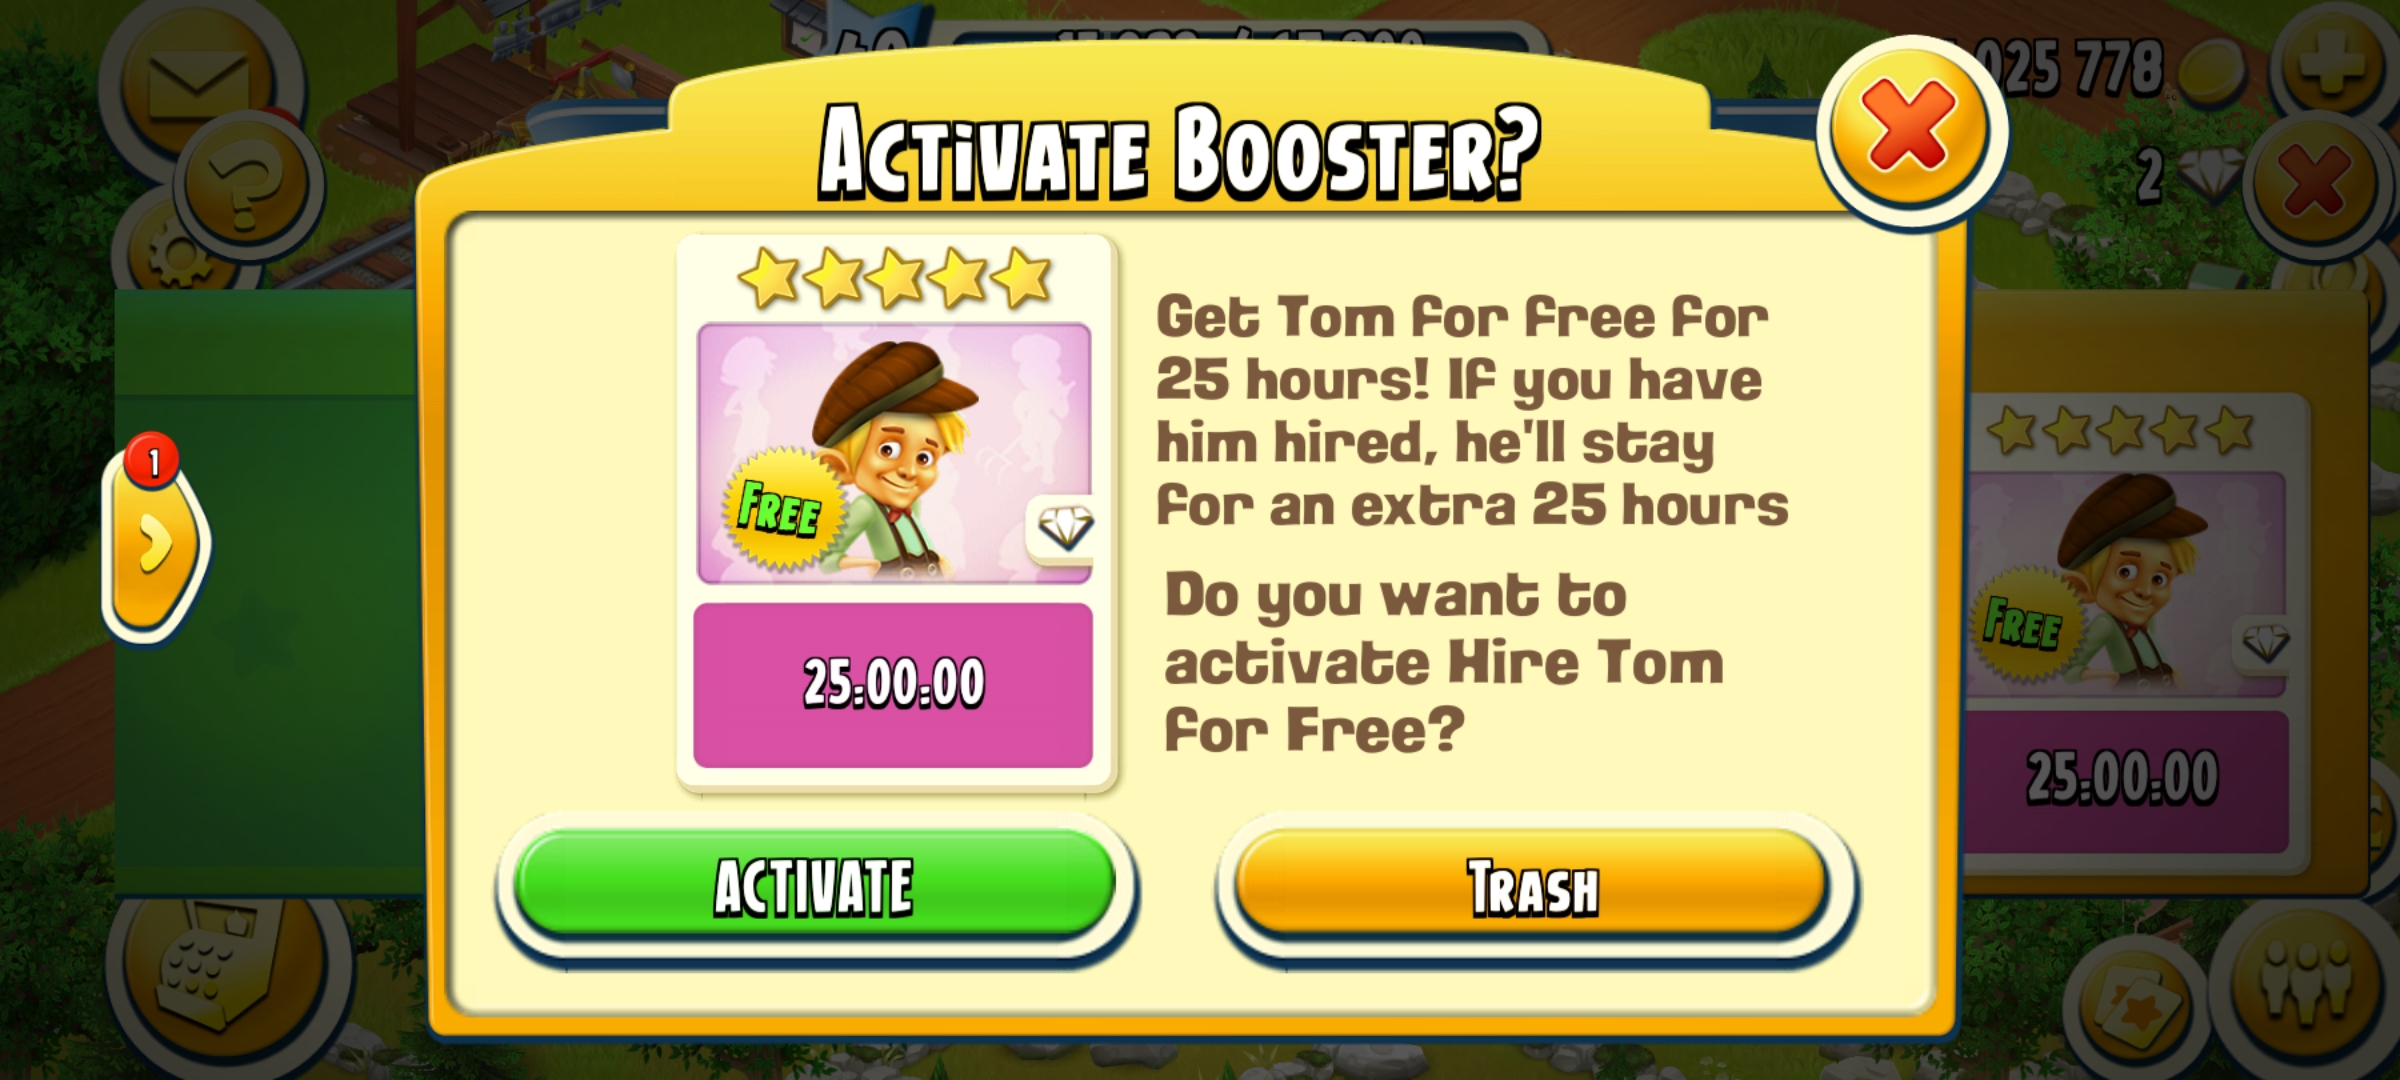 025 778
ACTIVATE BOOSTER?
2
Get Tom for free for
25 hours! If you have
him hired, he'll stay
for an extra 25 hours
1
FREE
Do you want to
activate Hire Tom
for Free?
FREE
25:00:00
25:00:00
ACTIVATE
TRASH